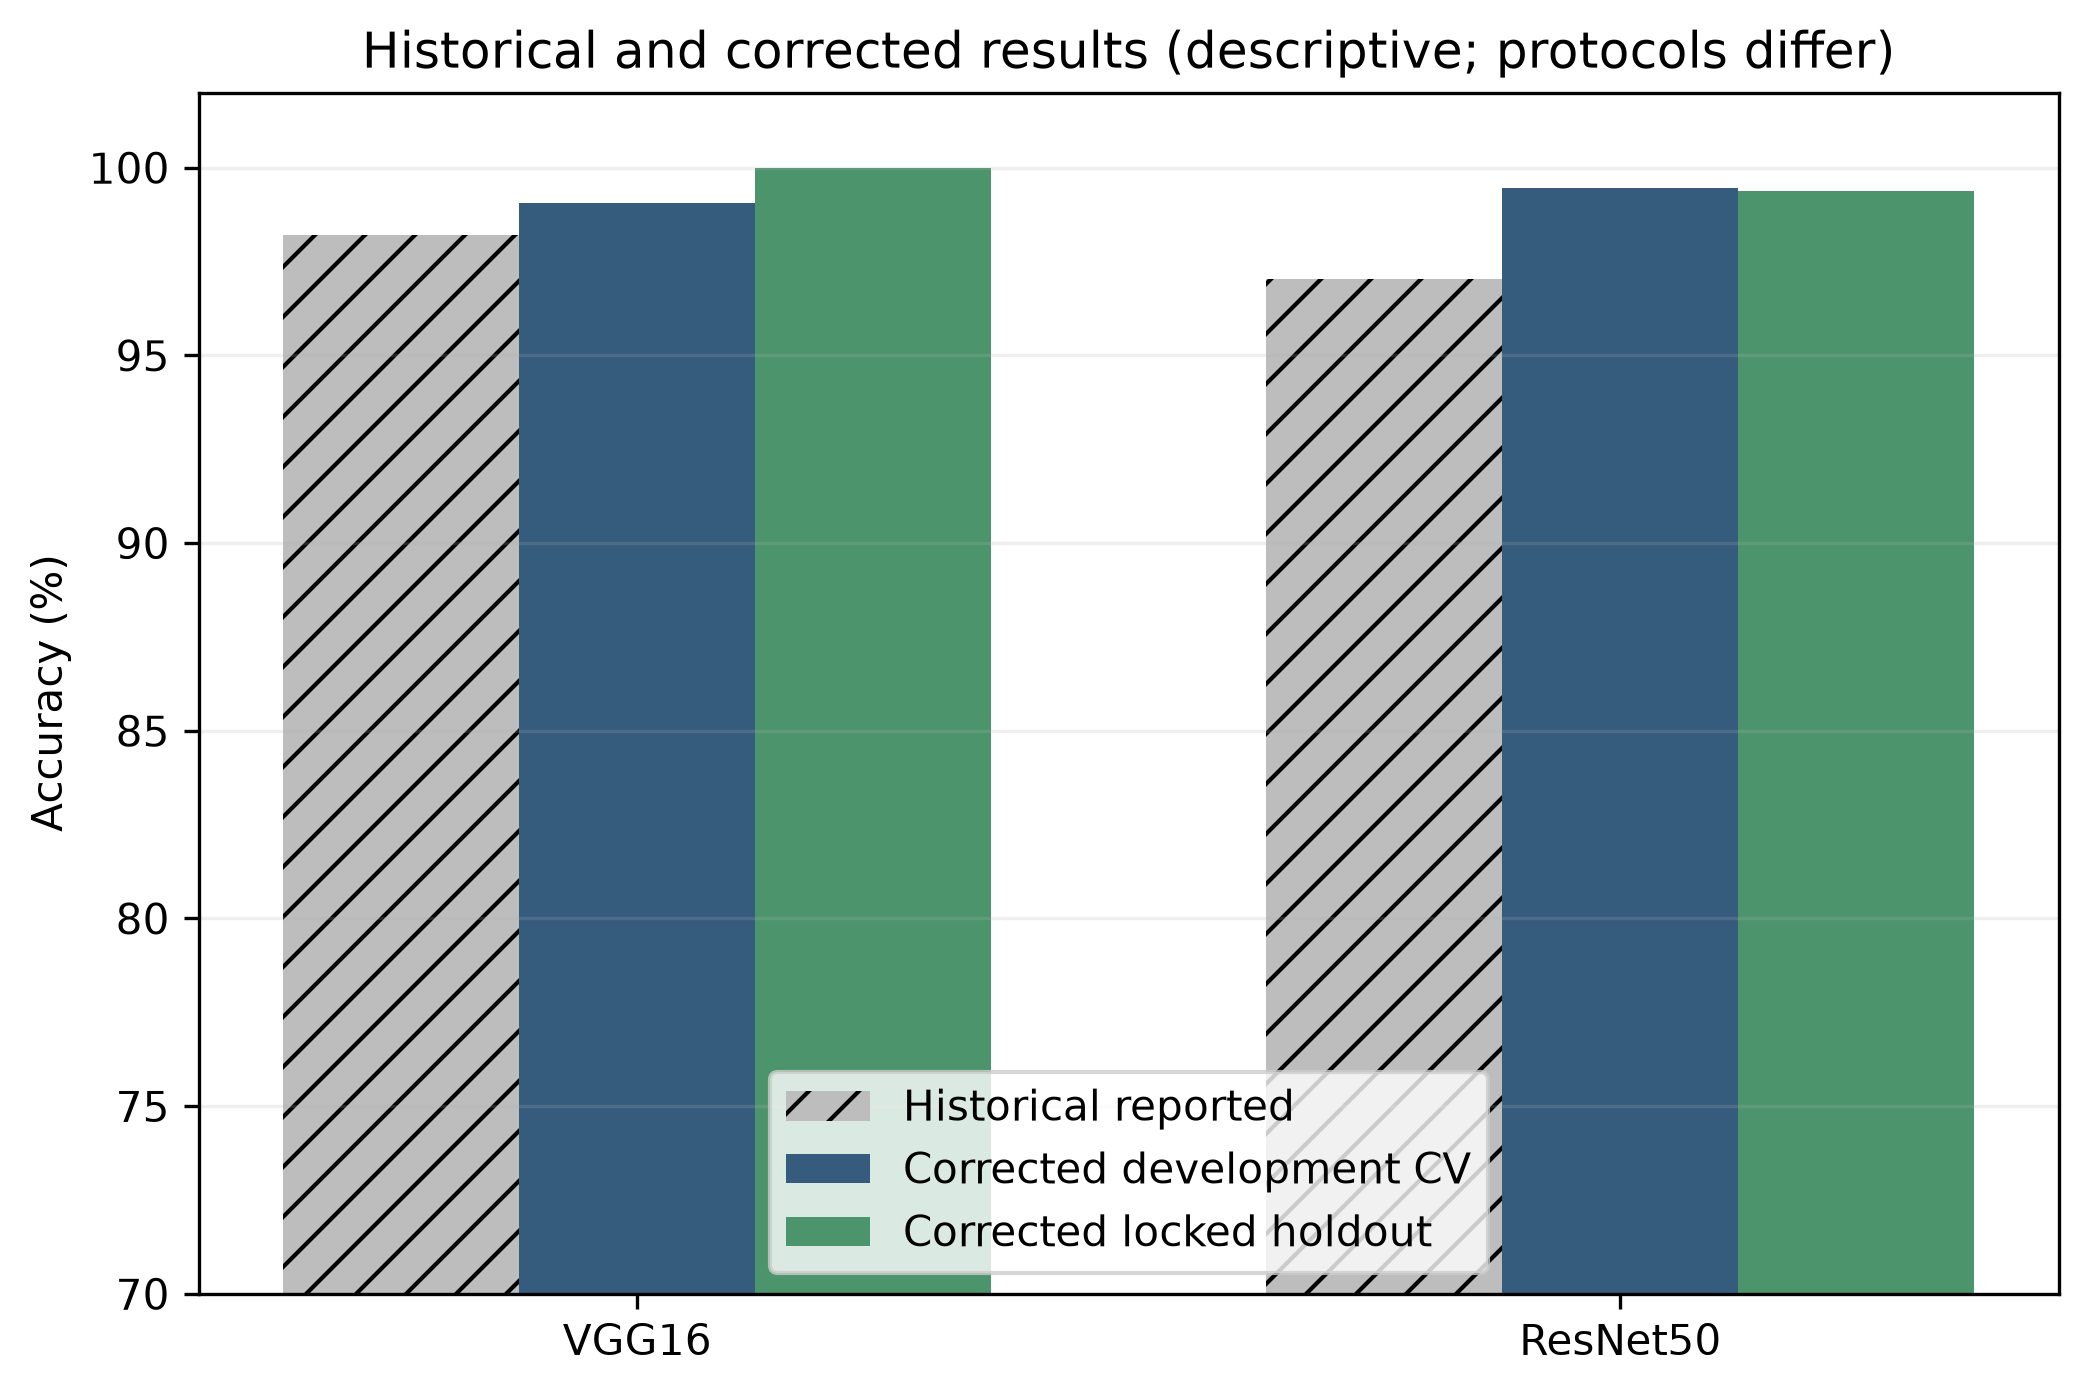 Historical and corrected results (descriptive; protocols differ)
Accuracy (%)
100
95
90
85
80
75
70
Historical reported
Corrected development CV
Corrected locked holdout
VGG16
ResNet50